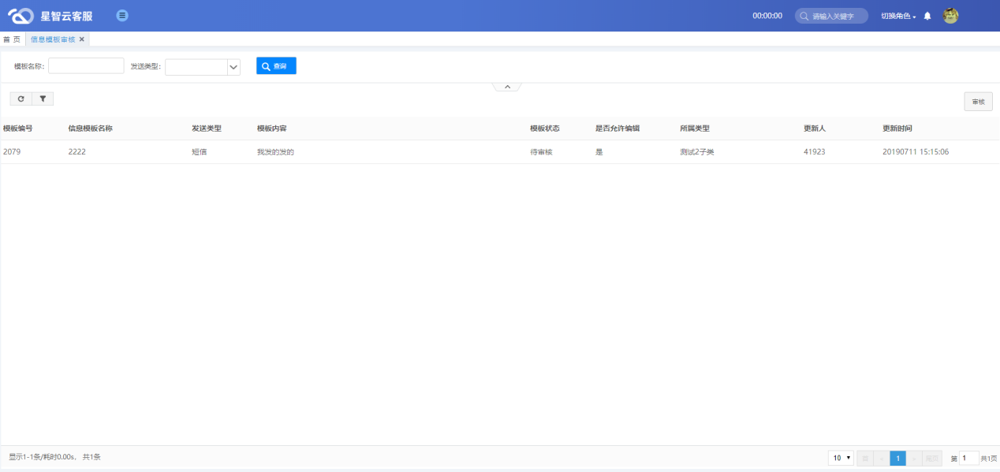 星智云客服 00:00:00 请输入关键字 切换角色
首 页 信息模板审核
模板名称: 发送类型: 查询
审核
模板编号 信息模板名称 发送类型 模板内容 模板状态 是否允许编辑 所属类型 更新人 更新时间
2079 2222 短信 我发的发的 待审核 是 测试2子类 41923 20190711 15:15:06
显示1-1条/耗时0.00s, 共1条 10 1 尾页 第 1 共1页